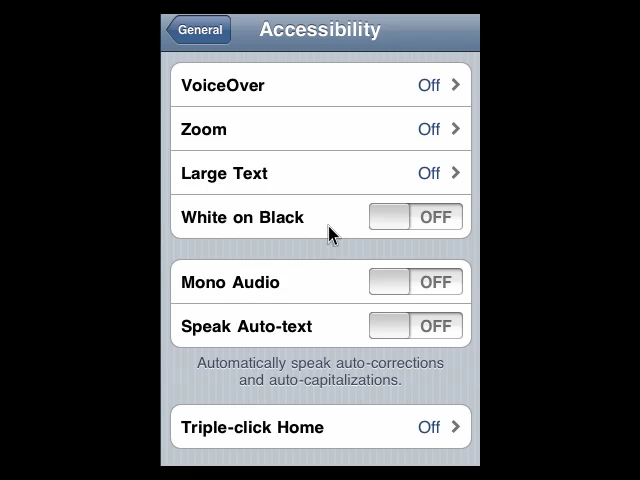 General
Accessibility
VoiceOver Off
Zoom Off
Large Text Off
White on Black OFF
Mono Audio OFF
Speak Auto-text OFF
Automatically speak auto-corrections
and auto-capitalizations.
Triple-click Home Off